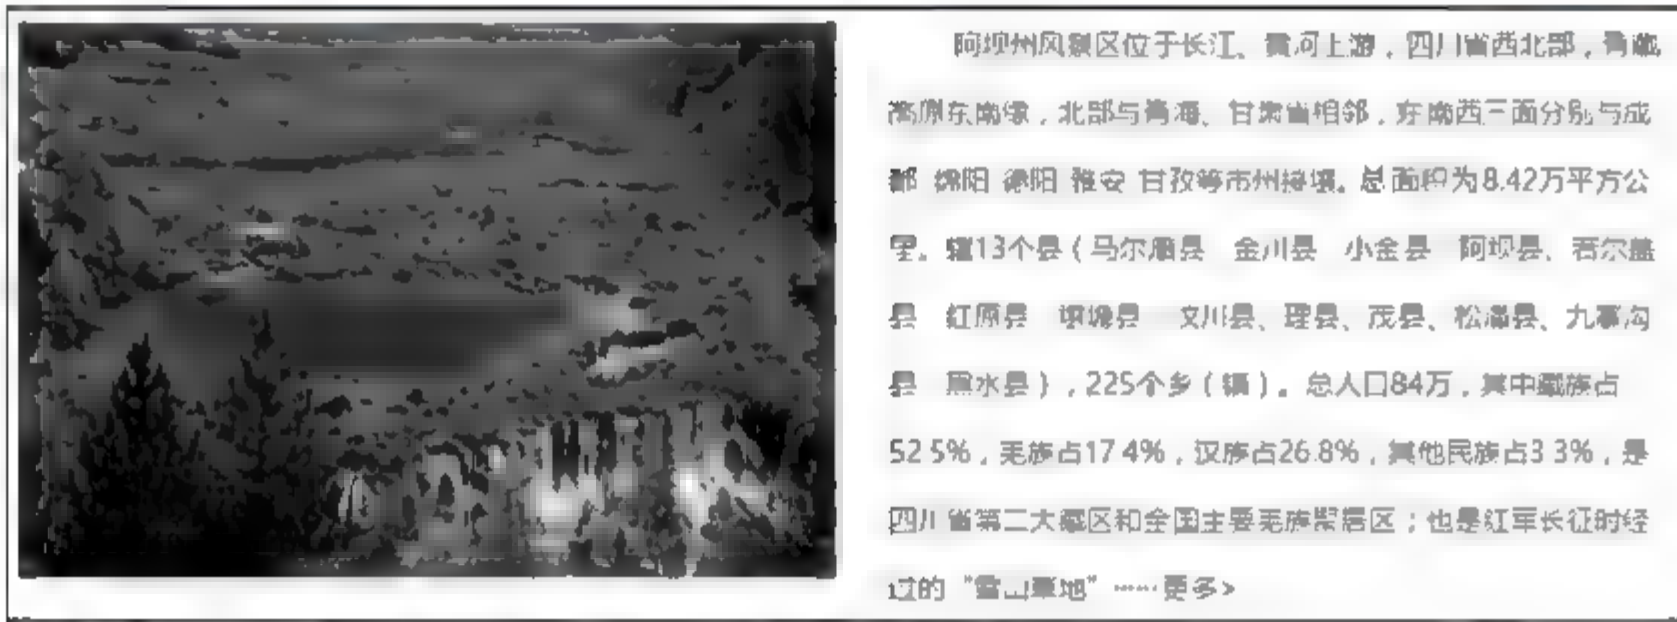 阿坝州风景区位于长江、黄河上游，四川省西北部，青藏
高原东南缘，北部与青海、甘肃省相邻，东南西三面分别与成
都 绵阳 德阳 雅安 甘孜等市州接壤。总面积为8.42万平方公
里。辖13个县（马尔康县 金川县 小金县 阿坝县、若尔盖
县 红原县 壤塘县 汶川县、理县、茂县、松潘县、九寨沟
县 黑水县），225个乡（镇）。总人口84万，其中藏族占
52 5%，羌族占17 4%，汉族占26.8%，其他民族占3 3%，是
四川省第二大藏区和全国主要羌族聚居区；也是红军长征时经
过的“雪山草地”……更多>